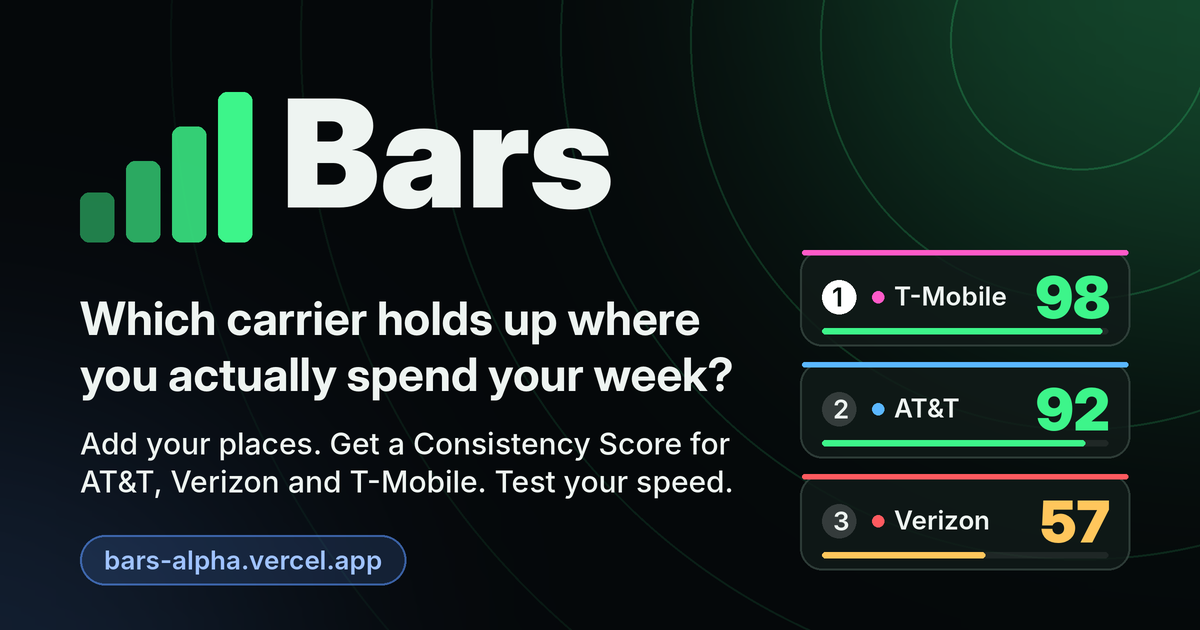 Bars
Which carrier holds up where
you actually spend your week?
Add your places. Get a Consistency Score for
AT&T, Verizon and T-Mobile. Test your speed.
bars-alpha.vercel.app
1 T-Mobile 98
2 AT&T 92
3 Verizon 57